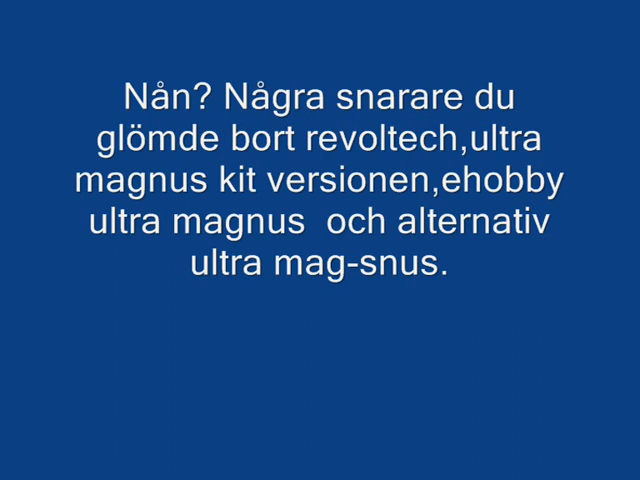 Nån? Några snarare du
glömde bort revoltech,ultra
magnus kit versionen,ehobby
ultra magnus  och alternativ
ultra mag-snus.